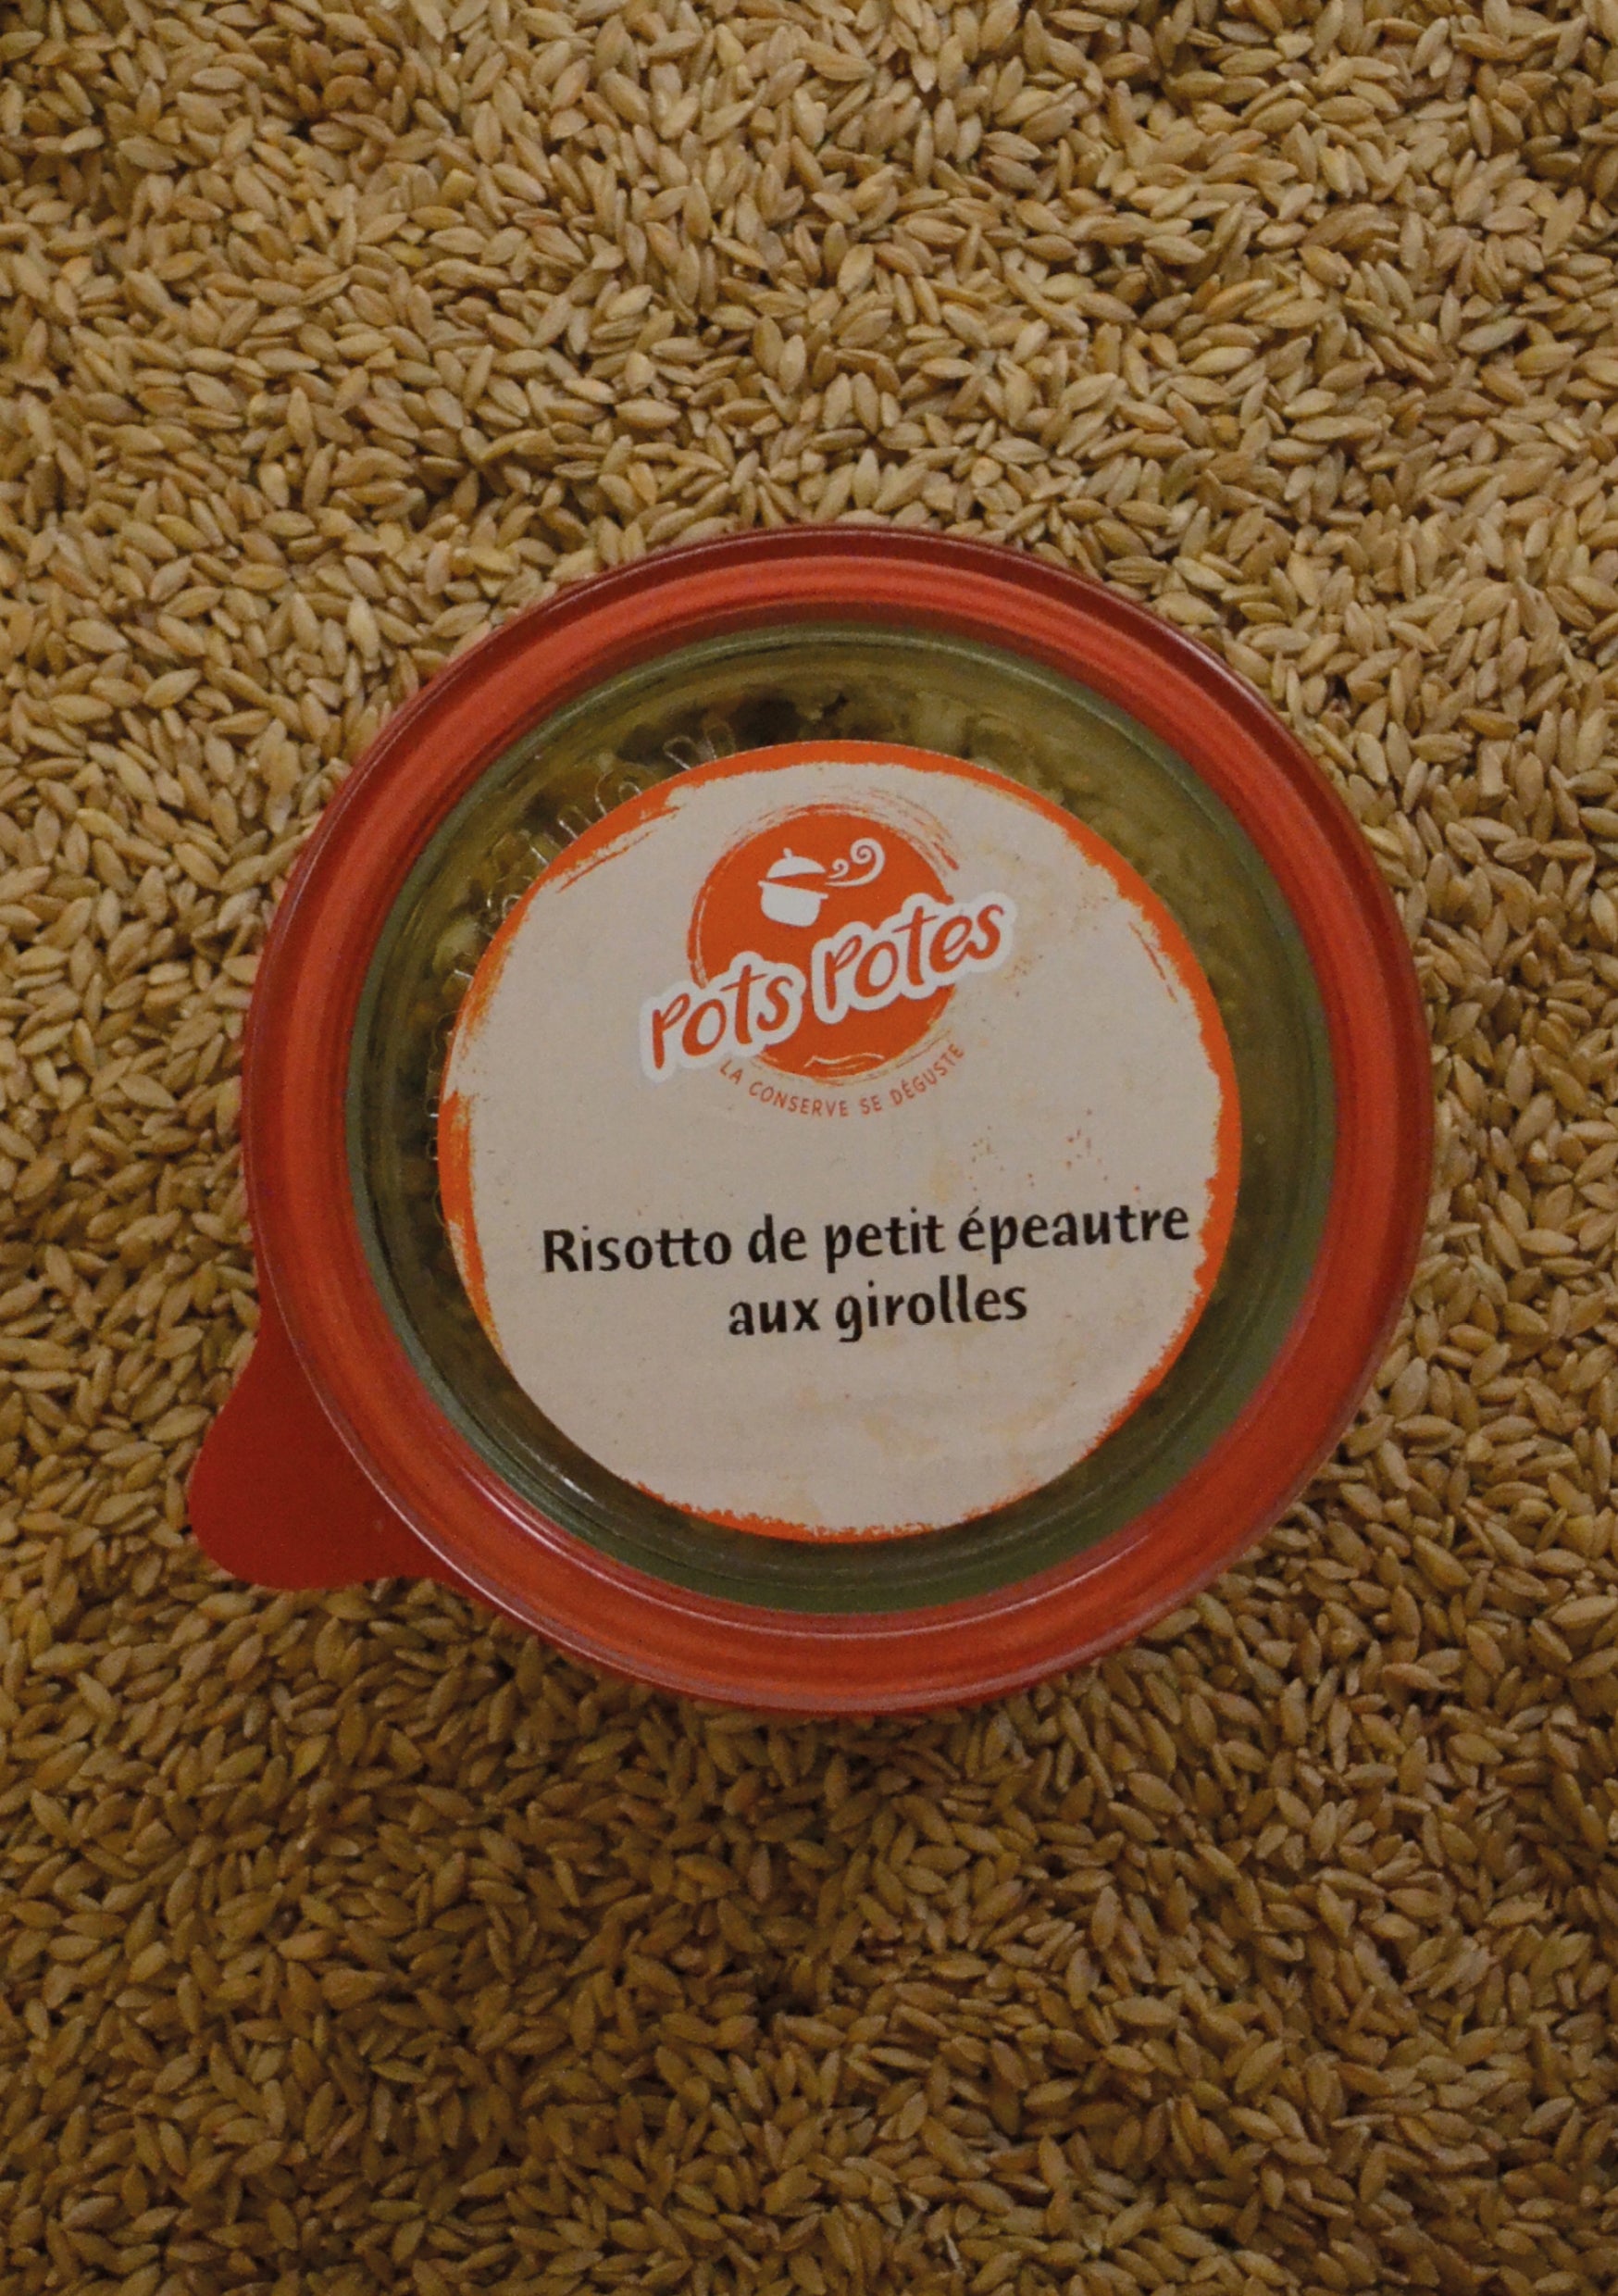 Pots Potes
LA CONSERVE SE DÉGUSTE
Risotto de petit épeautre
aux girolles